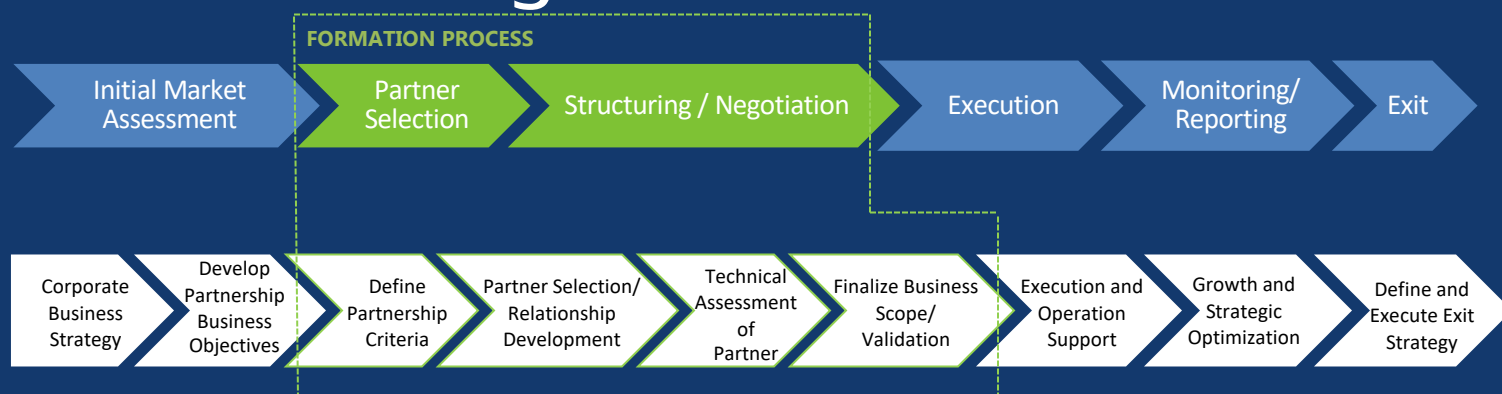 FORMATION PROCESS
Initial Market
Assessment
Partner
Selection
Structuring / Negotiation
Execution
Monitoring/
Reporting
Exit
Corporate
Business
Strategy
Develop
Partnership
Business
Objectives
Define
Partnership
Criteria
Partner Selection/
Relationship
Development
Technical
Assessment
of
Partner
Finalize Business
Scope/
Validation
Execution and
Operation
Support
Growth and
Strategic
Optimization
Define and
Execute Exit
Strategy